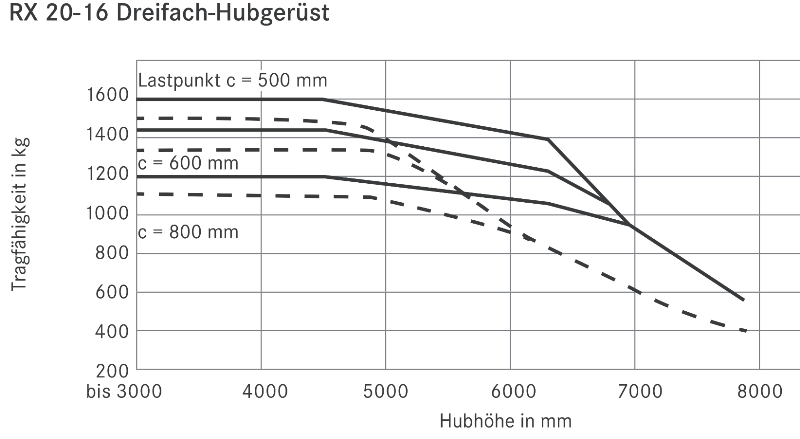 RX 20-16 Dreifach-Hubgerüst
Lastpunkt c = 500 mm
1600
1400
c = 600 mm
1200
1000
c = 800 mm
800
600
400
200
bis 3000 4000 5000 6000 7000 8000
Tragfähigkeit in kg
Hubhöhe in mm